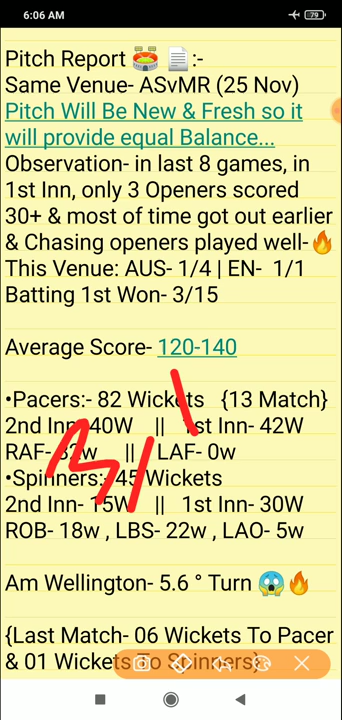 6:06 AM
79
Pitch Report 🏟️ 📄:-
Same Venue- ASvMR (25 Nov)
Pitch Will Be New & Fresh so it
will provide equal Balance...
Observation- in last 8 games, in
1st Inn, only 3 Openers scored
30+ & most of time got out earlier
& Chasing openers played well-🔥
This Venue: AUS- 1/4 | EN- 1/1
Batting 1st Won- 3/15
Average Score- 120-140
•Pacers:- 82 Wickets {13 Match}
2nd Inn- 40W || 1st Inn- 42W
RAF- 82w || LAF- 0w
•Spinners:- 45 Wickets
2nd Inn- 15W || 1st Inn- 30W
ROB- 18w , LBS- 22w , LAO- 5w
Am Wellington- 5.6 ° Turn 😱🔥
{Last Match- 06 Wickets To Pacer
& 01 Wickets To Spinners}